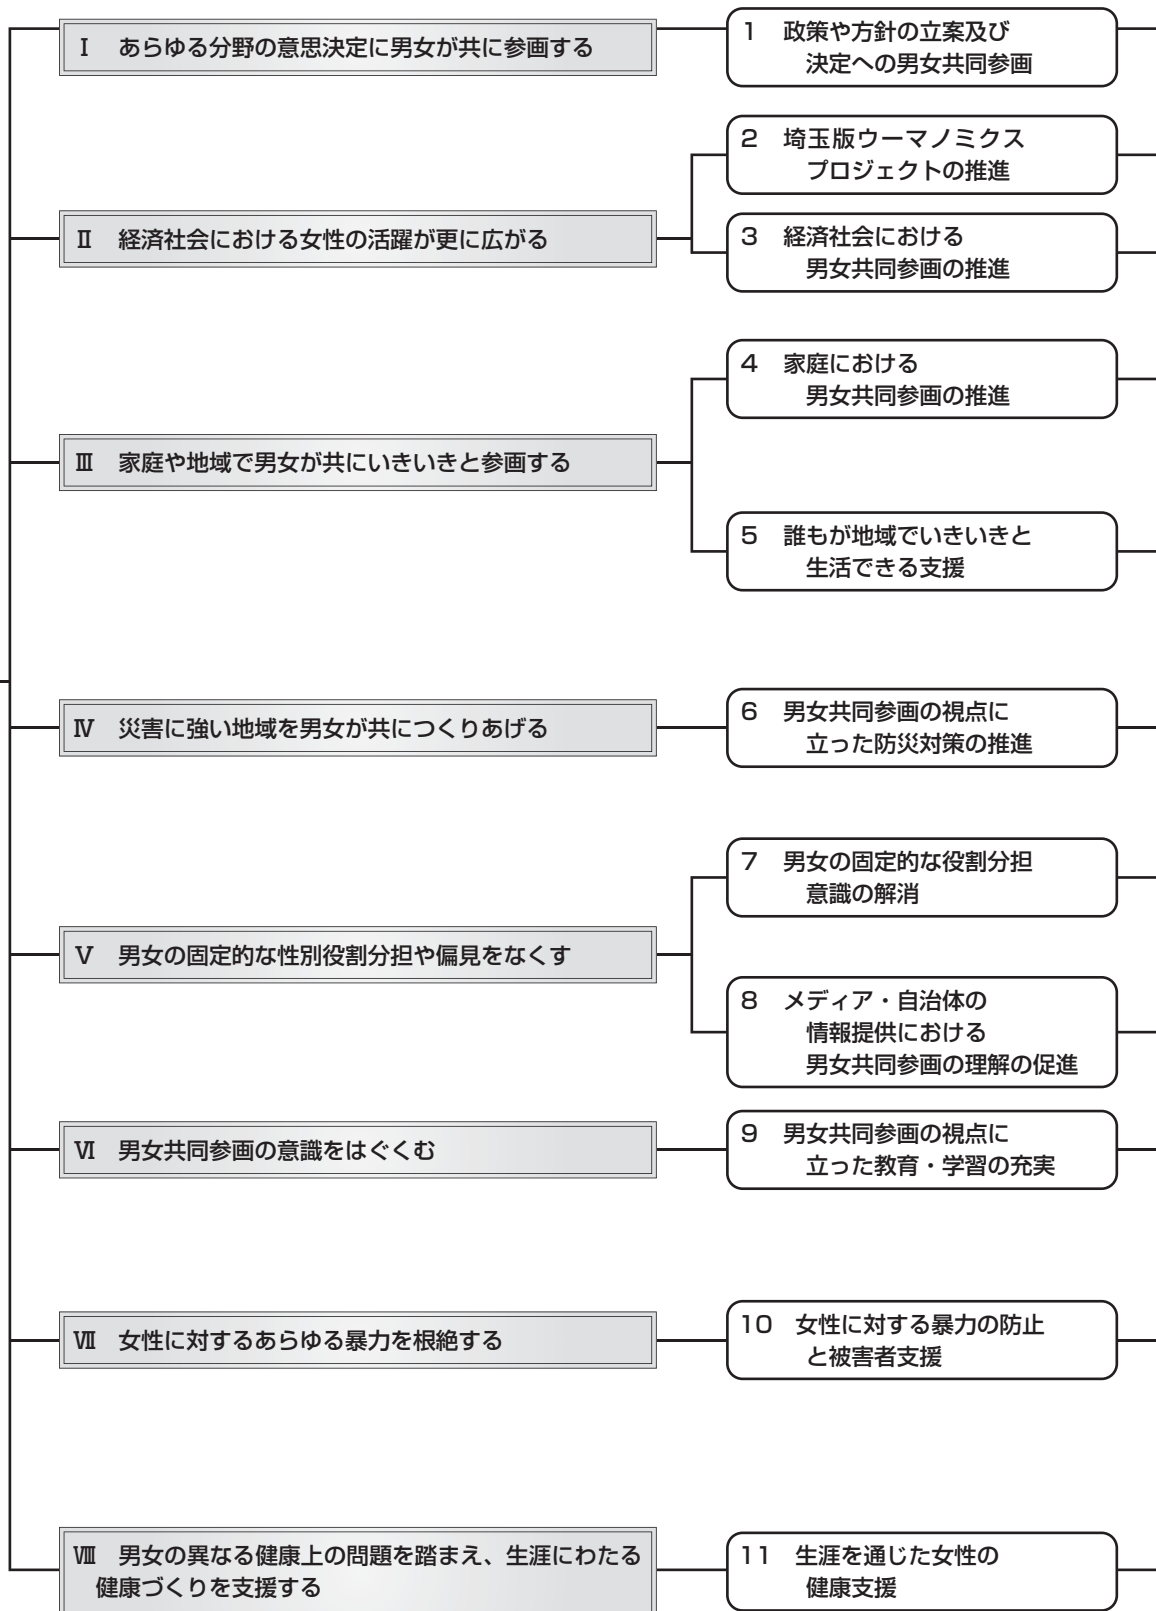 Ⅰ　あらゆる分野の意思決定に男女が共に参画する
1　政策や方針の立案及び
決定への男女共同参画
Ⅱ　経済社会における女性の活躍が更に広がる
2　埼玉版ウーマノミクス
プロジェクトの推進
3　経済社会における
男女共同参画の推進
Ⅲ　家庭や地域で男女が共にいきいきと参画する
4　家庭における
男女共同参画の推進
5　誰もが地域でいきいきと
生活できる支援
Ⅳ　災害に強い地域を男女が共につくりあげる
6　男女共同参画の視点に
立った防災対策の推進
Ⅴ　男女の固定的な性別役割分担や偏見をなくす
7　男女の固定的な役割分担
意識の解消
8　メディア・自治体の
情報提供における
男女共同参画の理解の促進
Ⅵ　男女共同参画の意識をはぐくむ
9　男女共同参画の視点に
立った教育・学習の充実
Ⅶ　女性に対するあらゆる暴力を根絶する
10　女性に対する暴力の防止
と被害者支援
Ⅷ　男女の異なる健康上の問題を踏まえ、生涯にわたる
健康づくりを支援する
11　生涯を通じた女性の
健康支援